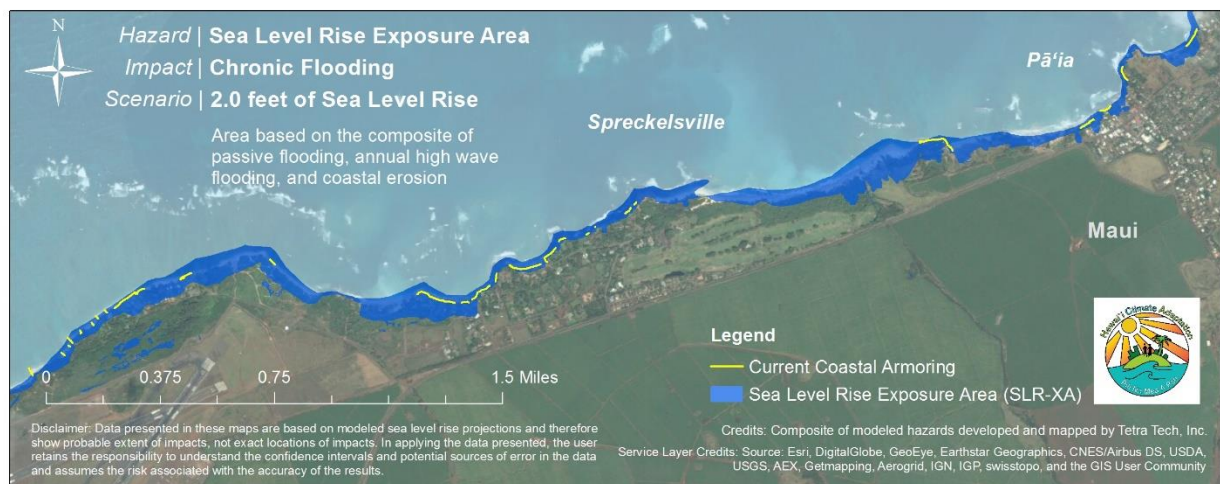 N
Hazard | Sea Level Rise Exposure Area
Impact | Chronic Flooding
Scenario | 2.0 feet of Sea Level Rise
Area based on the composite of
passive flooding, annual high wave
flooding, and coastal erosion
Spreckelsville
Pāʻia
Maui
0 0.375 0.75 1.5 Miles
Legend
Current Coastal Armoring
Sea Level Rise Exposure Area (SLR-XA)
Hawaiʻi Climate Adaptation
Disclaimer: Data presented in these maps are based on modeled sea level rise projections and therefore
show probable extent of impacts, not exact locations of impacts. In applying the data presented, the user
retains the responsibility to understand the confidence intervals and potential sources of error in the data
and assumes the risk associated with the accuracy of the results.
Credits: Composite of modeled hazards developed and mapped by Tetra Tech, Inc.
Service Layer Credits: Source: Esri, DigitalGlobe, GeoEye, Earthstar Geographics, CNES/Airbus DS, USDA,
USGS, AEX, Getmapping, Aerogrid, IGN, IGP, swisstopo, and the GIS User Community